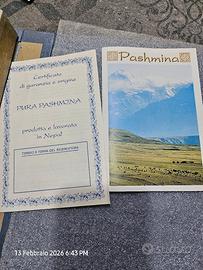 Certificato
di garanzia e origine
PURA PASHMINA
prodotta e lavorata
in Nepal
TIMBRO E FIRMA DEL RIVENDITORE
Pashmina
13 Febbraio 2026 6:43 PM
subito